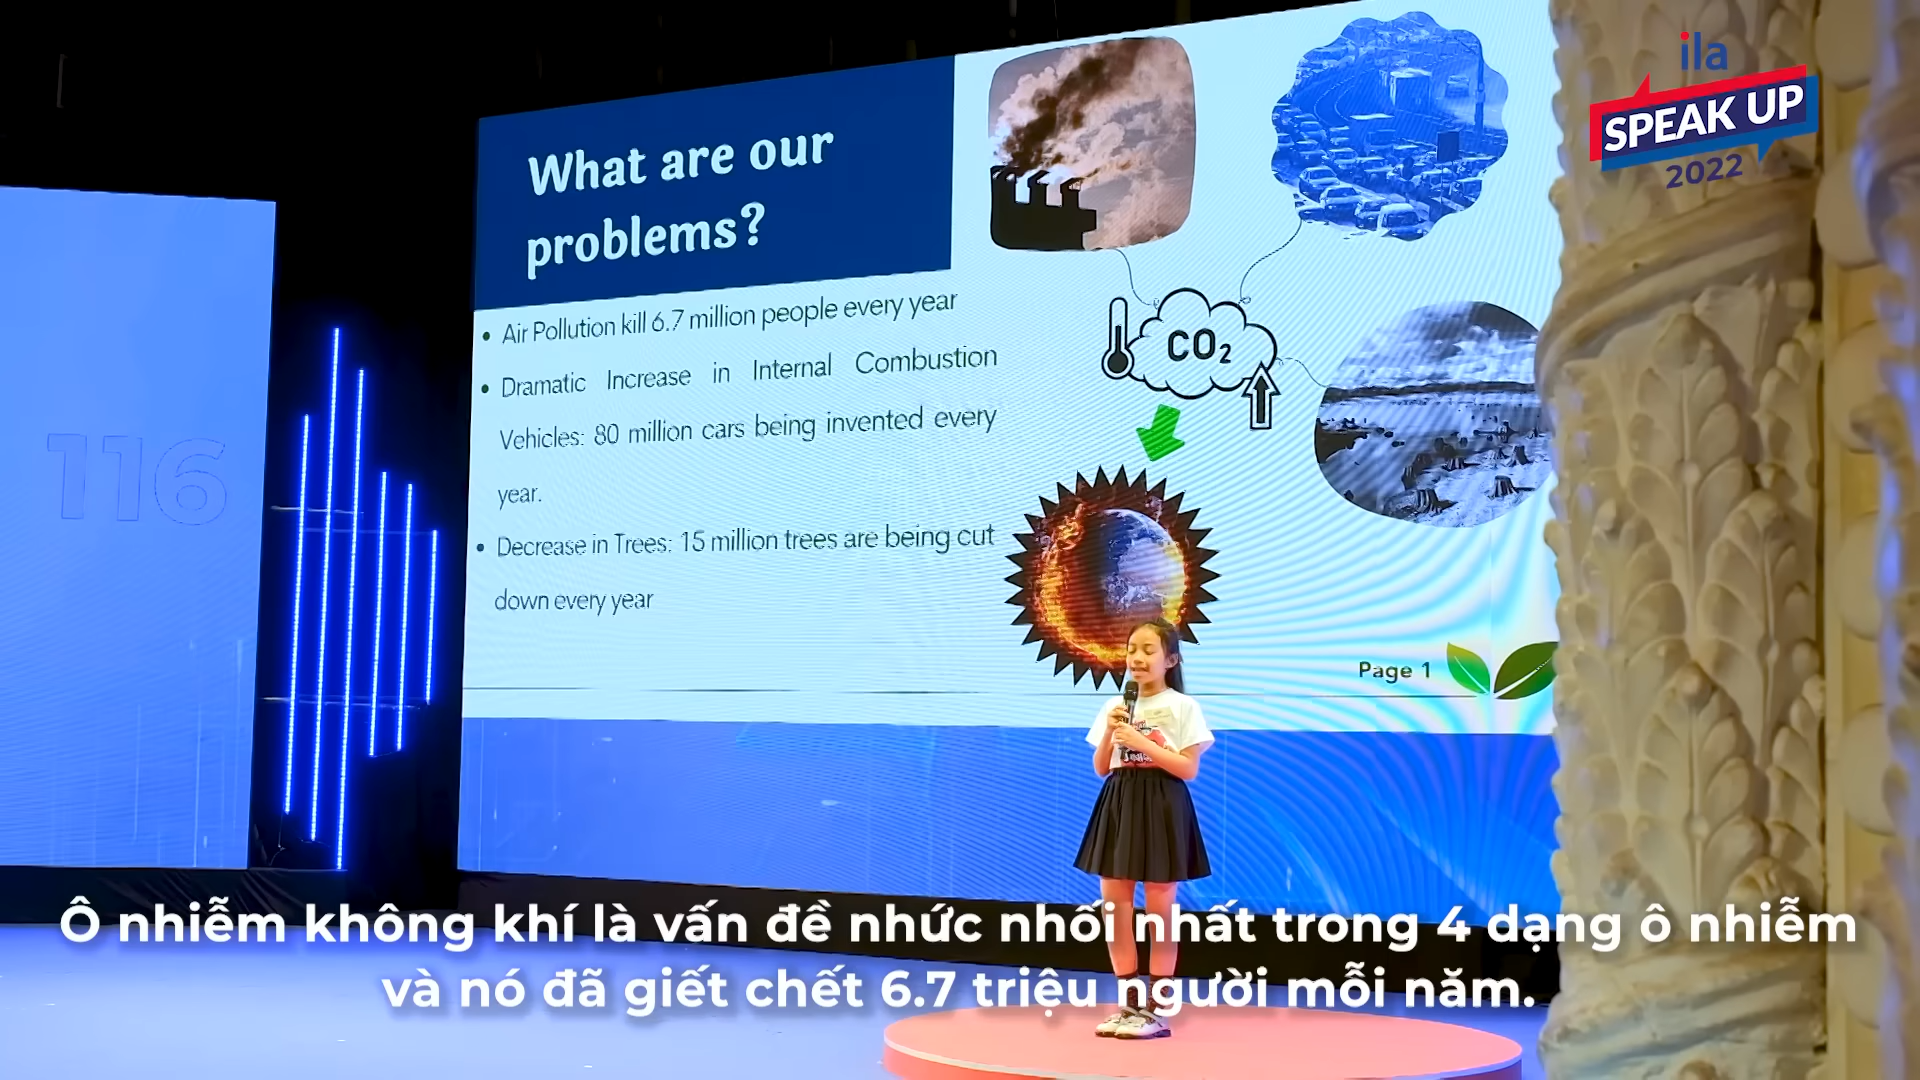 ila
SPEAK UP
2022
What are our
problems?
• Air Pollution kill 6.7 million people every year
• Dramatic Increase in Internal Combustion
Vehicles: 80 million cars being invented every
year.
• Decrease in Trees: 15 million trees are being cut
down every year
CO₂
Page 1
116
Ô nhiễm không khí là vấn đề nhức nhối nhất trong 4 dạng ô nhiễm
và nó đã giết chết 6.7 triệu người mỗi năm.